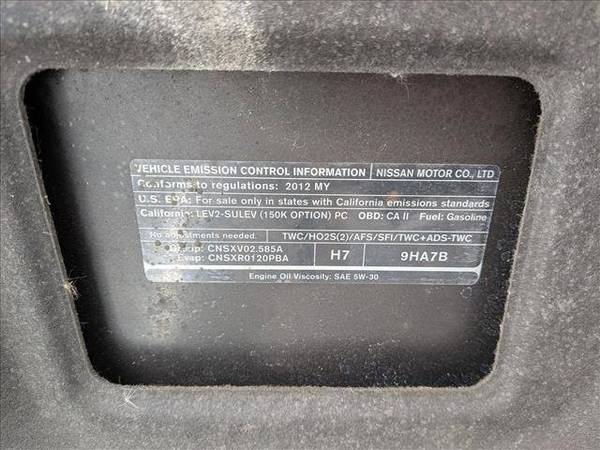 VEHICLE EMISSION CONTROL INFORMATION NISSAN MOTOR CO., LTD
Conforms to regulations: 2012 MY
U.S. EPA: For sale only in states with California emissions standards
California: LEV2-SULEV (150K OPTION) PC OBD: CA II Fuel: Gasoline
No adjustments needed. TWC/HO2S(2)/AFS/SFI/TWC+ADS-TWC
Group: CNSXV02.585A
Evap: CNSXR0120PBA H7 9HA7B
Engine Oil Viscosity: SAE 5W-30